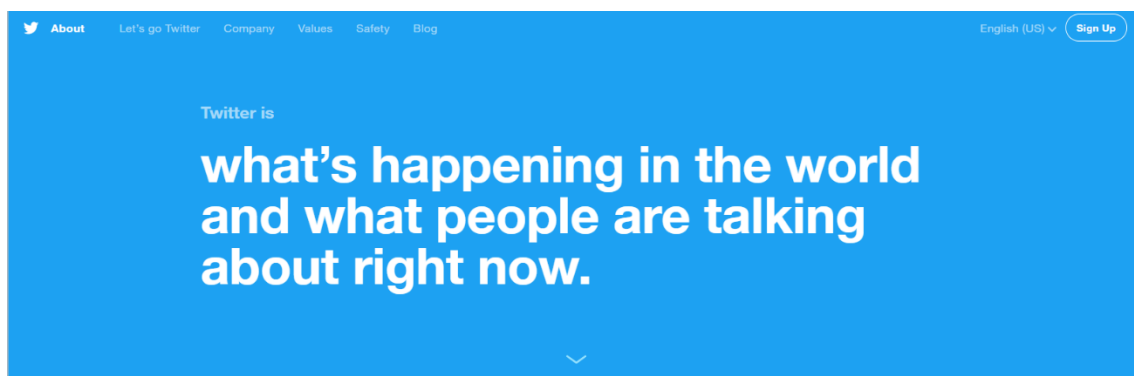 About Let's go Twitter Company Values Safety Blog English (US) Sign Up
Twitter is
what's happening in the world
and what people are talking
about right now.